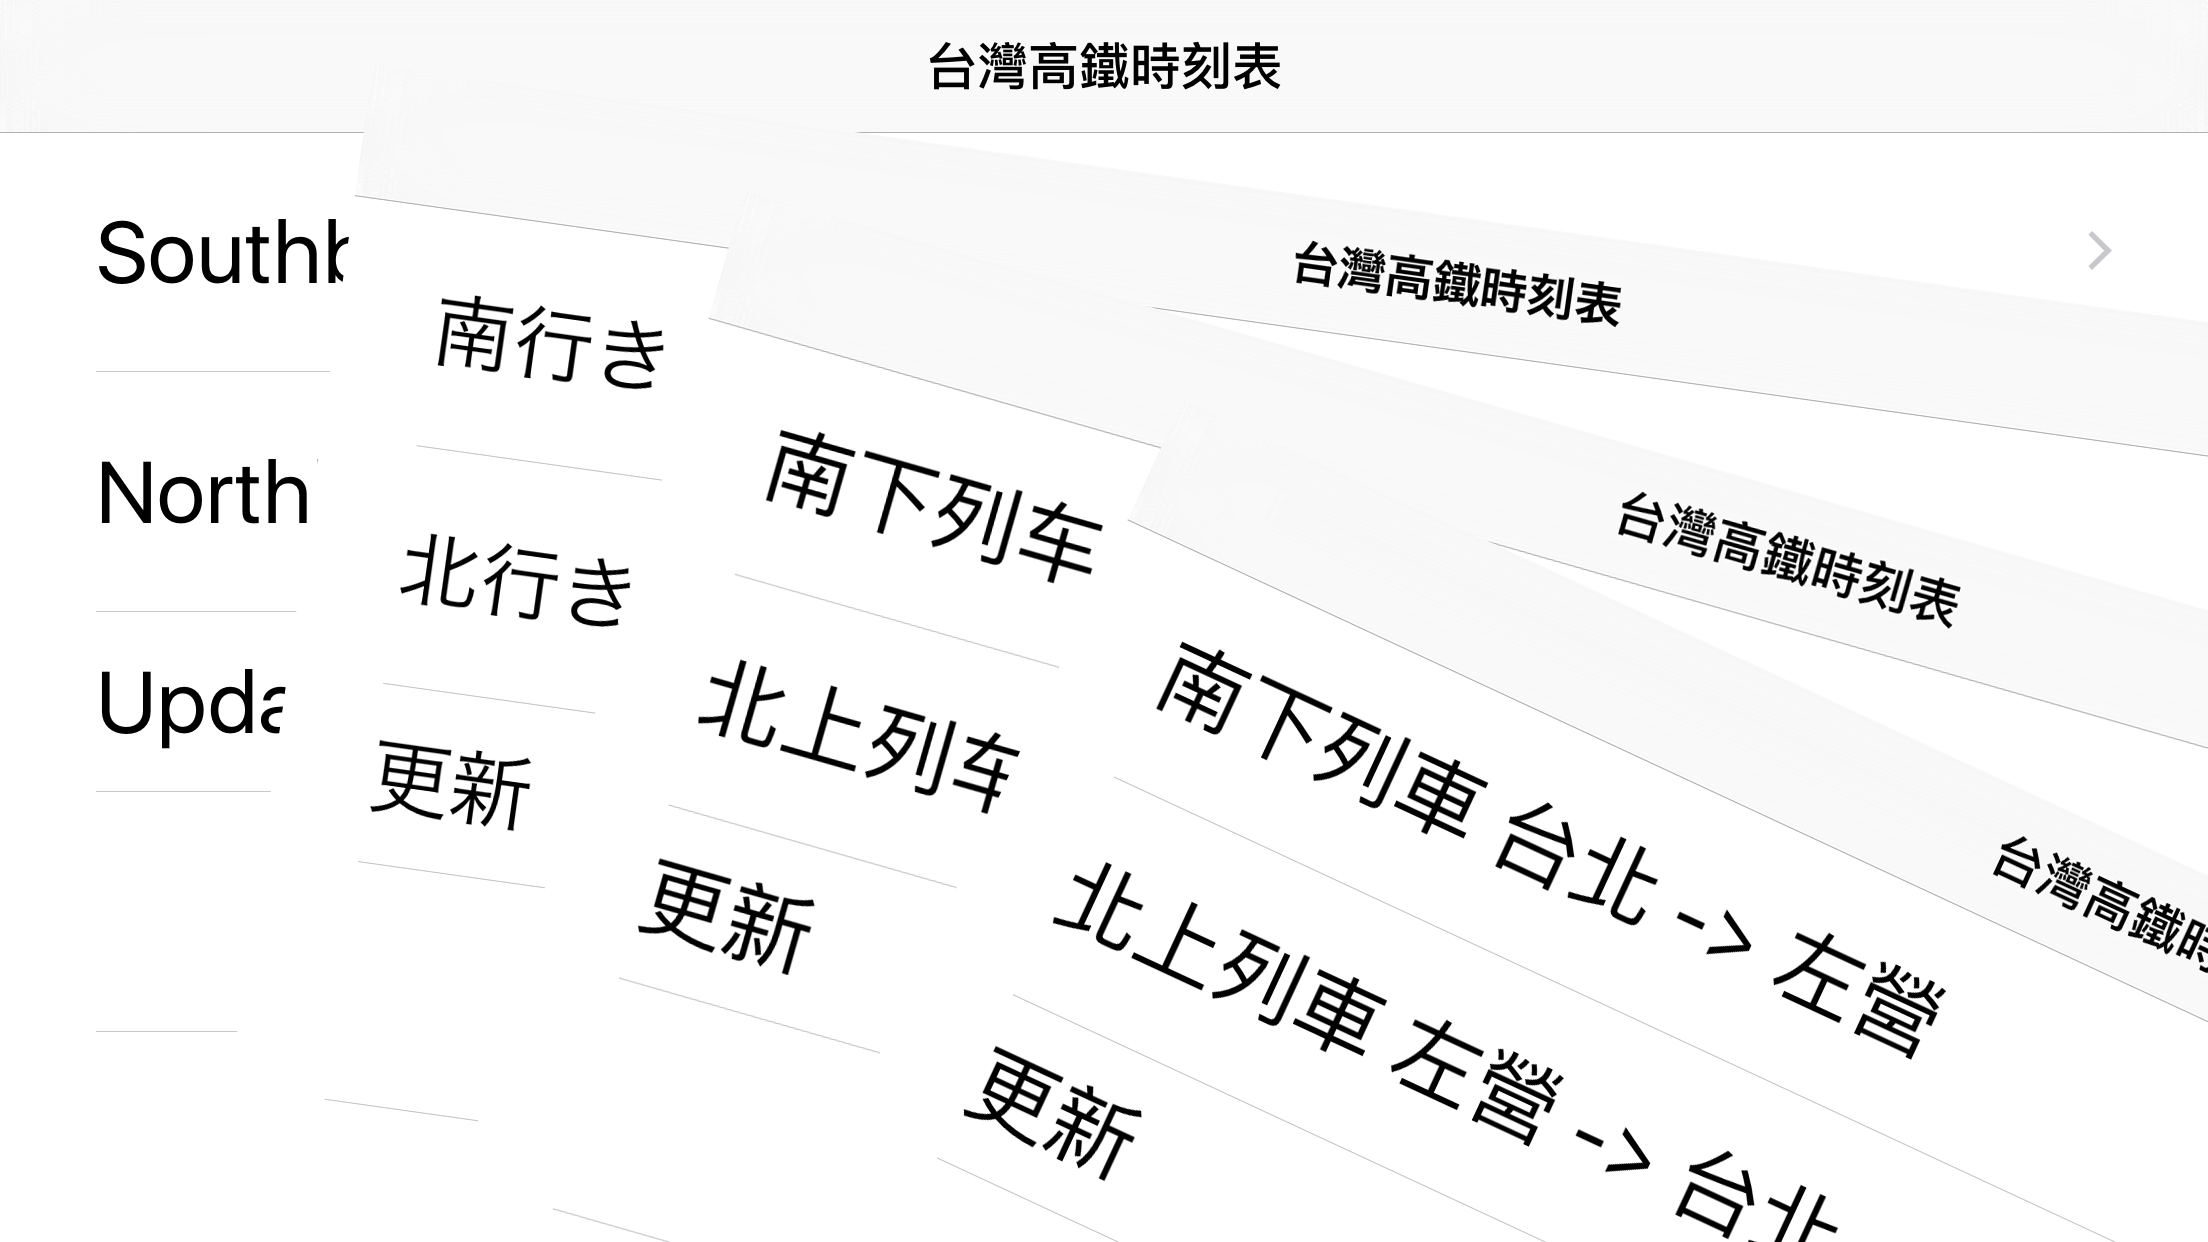 台灣高鐵時刻表
South
North
Upda
台灣高鐵時刻表
南行き
北行き
更新
台灣高鐵時刻表
南下列车
北上列车
更新
台灣高鐵時
南下列車 台北 -> 左營
北上列車 左營 -> 台北
更新